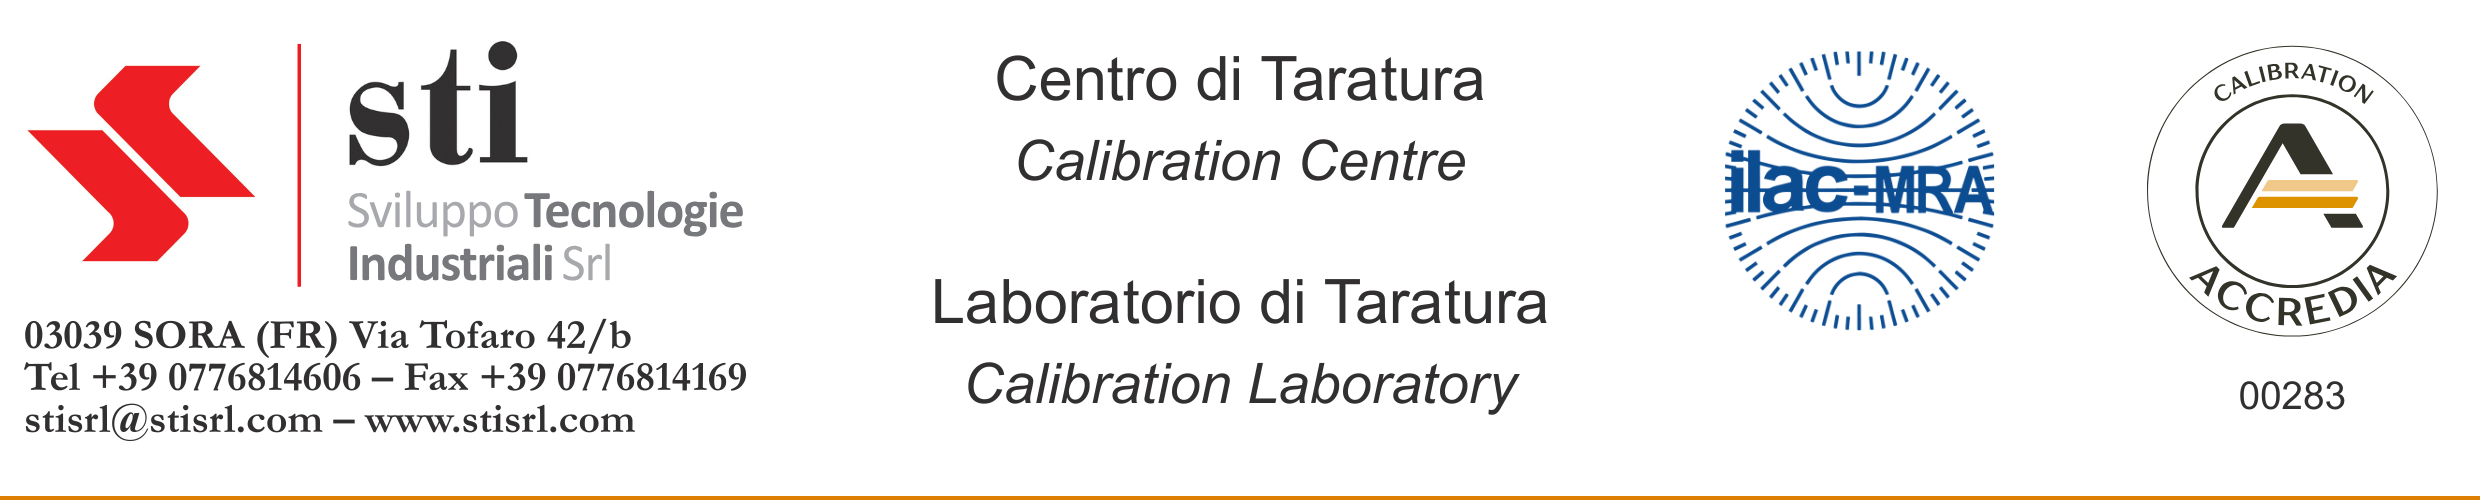 sti
Sviluppo Tecnologie
Industriali Srl
03039 SORA (FR) Via Tofaro 42/b
Tel +39 0776814606 – Fax +39 0776814169
stisrl@stisrl.com – www.stisrl.com
Centro di Taratura
Calibration Centre
Laboratorio di Taratura
Calibration Laboratory
ilac-MRA
CALIBRATION
ACCREDIA
00283